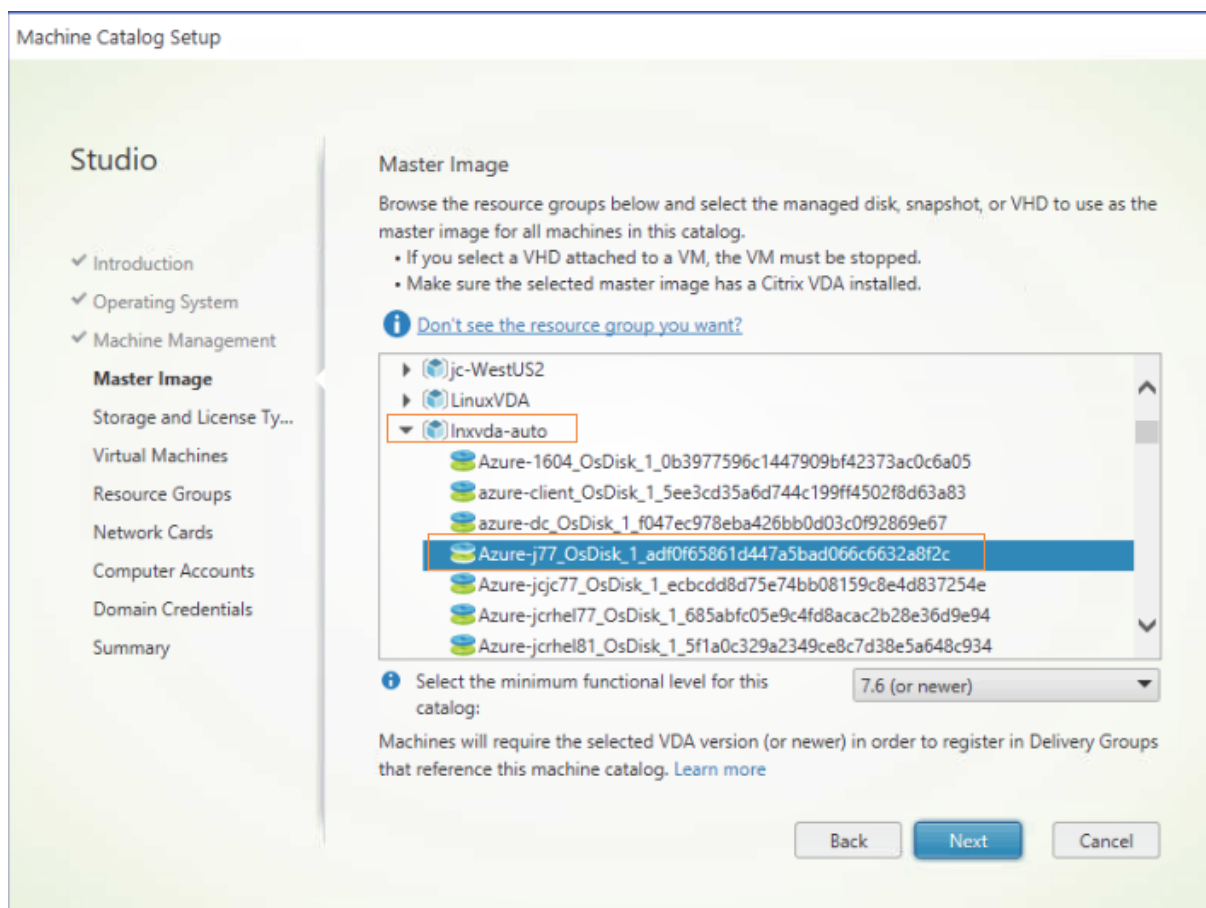 Machine Catalog Setup
Studio
Introduction
Operating System
Machine Management
Master Image
Storage and License Ty...
Virtual Machines
Resource Groups
Network Cards
Computer Accounts
Domain Credentials
Summary
Master Image
Browse the resource groups below and select the managed disk, snapshot, or VHD to use as the
master image for all machines in this catalog.
• If you select a VHD attached to a VM, the VM must be stopped.
• Make sure the selected master image has a Citrix VDA installed.
Don't see the resource group you want?
jc-WestUS2
LinuxVDA
lnxvda-auto
Azure-1604_OsDisk_1_0b3977596c1447909bf42373ac0c6a05
azure-client_OsDisk_1_5ee3cd35a6d744c199ff4502f8d63a83
azure-dc_OsDisk_1_f047ec978eba426bb0d03c0f92869e67
Azure-j77_OsDisk_1_adf0f65861d447a5bad066c6632a8f2c
Azure-jcjc77_OsDisk_1_ecbcdd8d75e74bb08159c8e4d837254e
Azure-jcrhel77_OsDisk_1_685abfc05e9c4fd8acac2b28e36d9e94
Azure-jcrhel81_OsDisk_1_5f1a0c329a2349ce8c7d38e5a648c934
Select the minimum functional level for this
catalog:
7.6 (or newer)
Machines will require the selected VDA version (or newer) in order to register in Delivery Groups
that reference this machine catalog. Learn more
Back
Next
Cancel